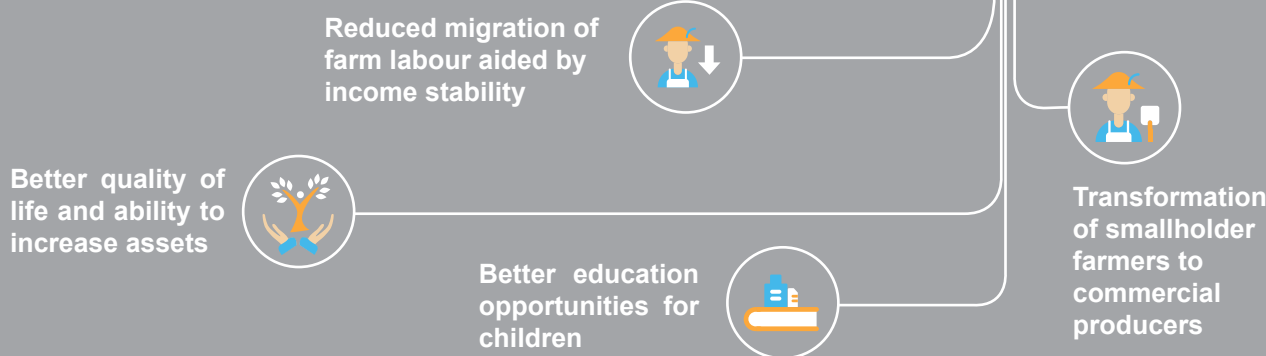 Reduced migration of
farm labour aided by
income stability
Better quality of
life and ability to
increase assets
Transformation
of smallholder
farmers to
commercial
producers
Better education
opportunities for
children